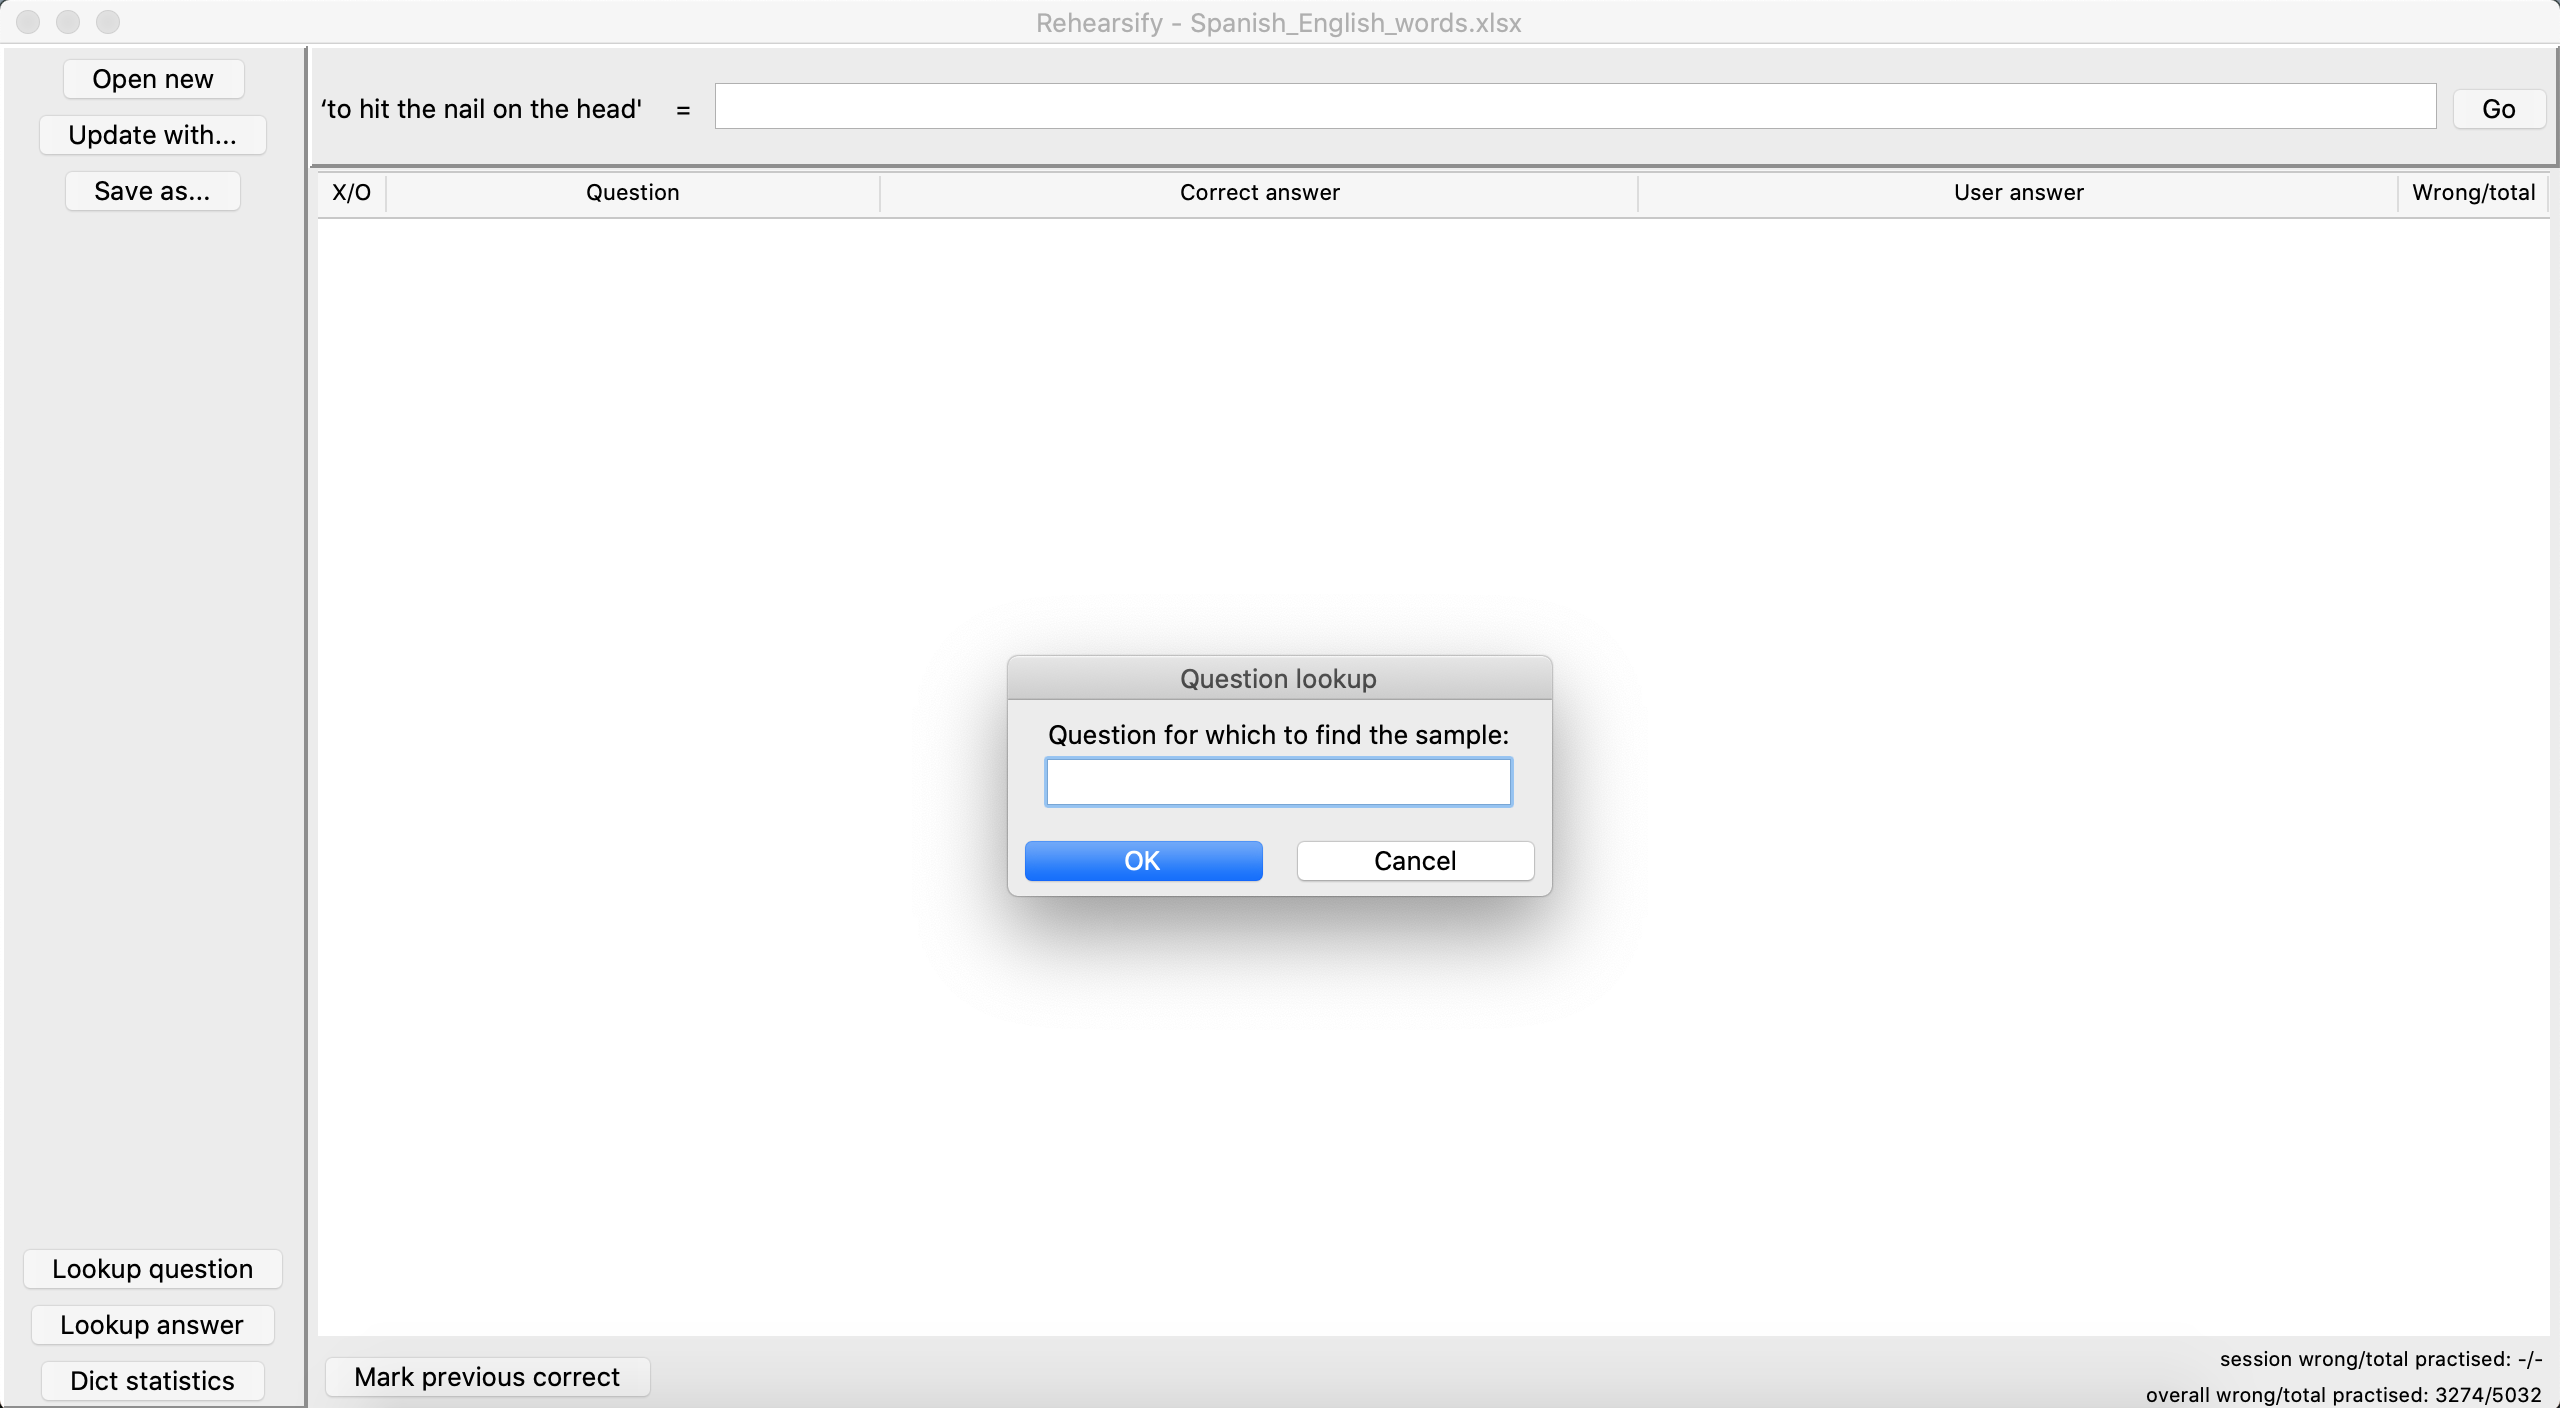 Rehearsify - Spanish_English_words.xlsx
Open new
Update with...
Save as...
‘to hit the nail on the head' =
Go
X/O Question Correct answer User answer Wrong/total
Question lookup
Question for which to find the sample:
OK Cancel
Lookup question
Lookup answer
Dict statistics
Mark previous correct
session wrong/total practised: -/-
overall wrong/total practised: 3274/5032